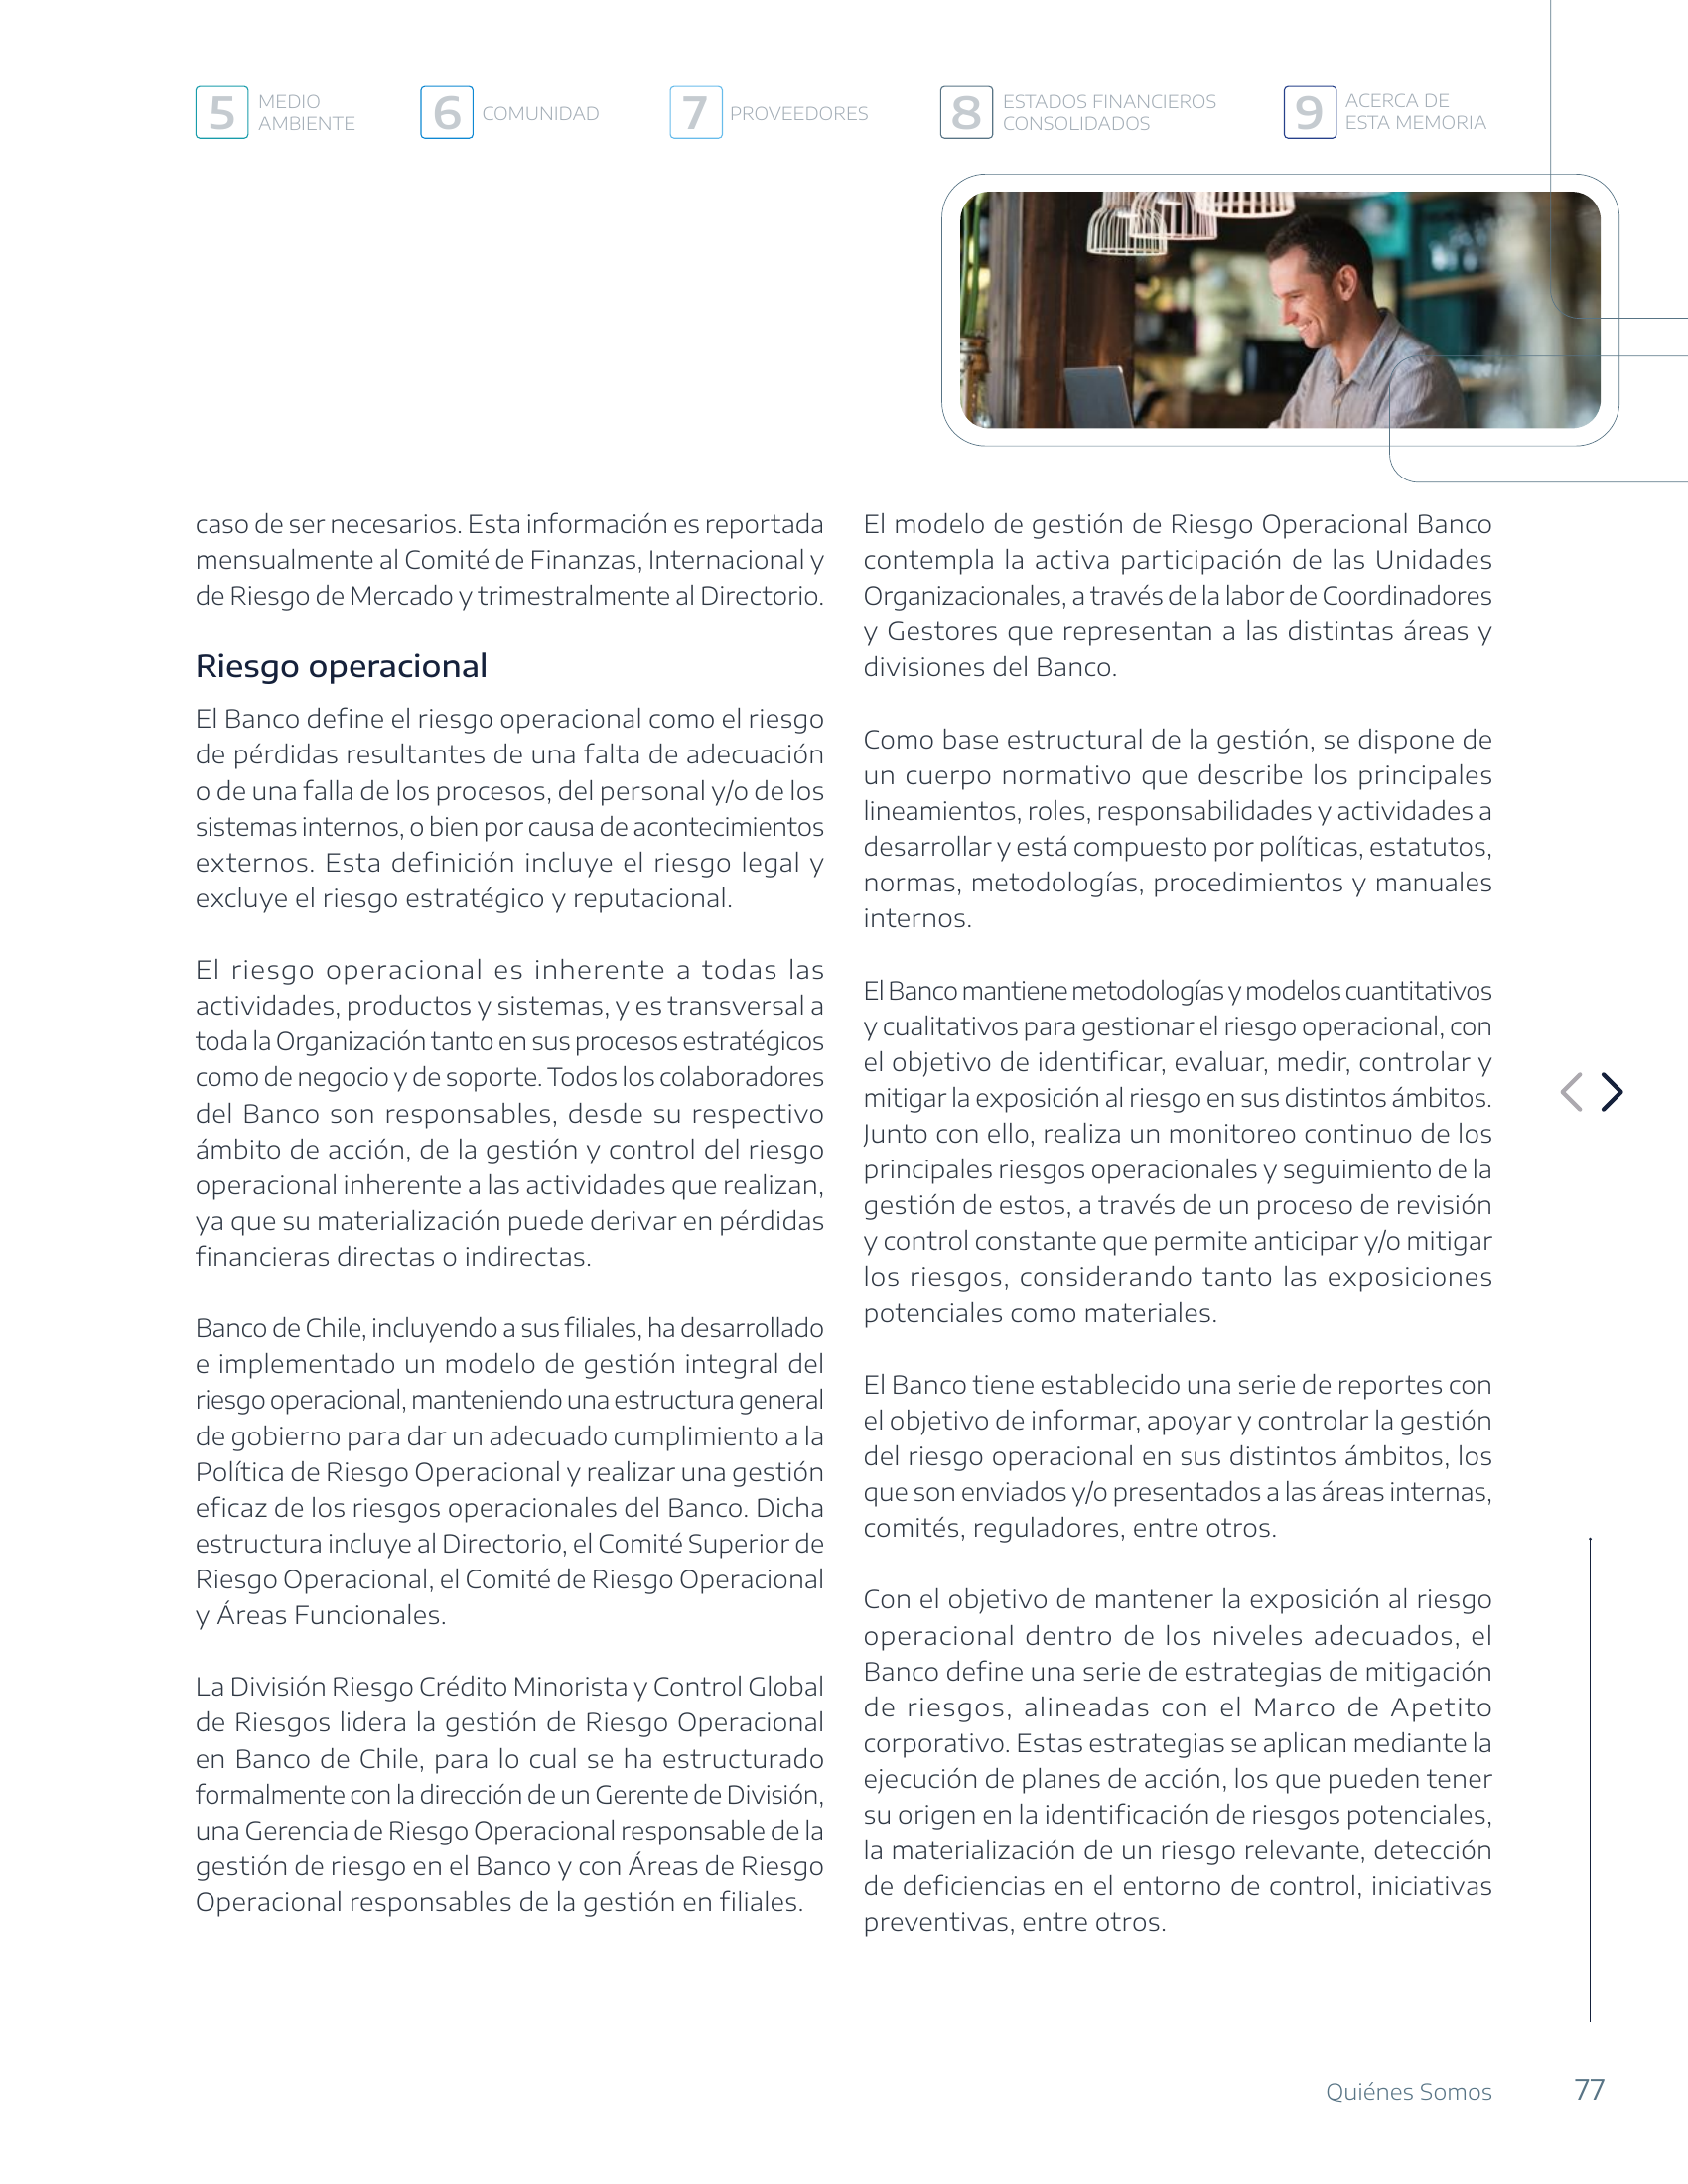 5 MEDIO
AMBIENTE
6 COMUNIDAD
7 PROVEEDORES
8 ESTADOS FINANCIEROS
CONSOLIDADOS
9 ACERCA DE
ESTA MEMORIA
caso de ser necesarios. Esta información es reportada
mensualmente al Comité de Finanzas, Internacional y
de Riesgo de Mercado y trimestralmente al Directorio.
Riesgo operacional
El Banco define el riesgo operacional como el riesgo
de pérdidas resultantes de una falta de adecuación
o de una falla de los procesos, del personal y/o de los
sistemas internos, o bien por causa de acontecimientos
externos. Esta definición incluye el riesgo legal y
excluye el riesgo estratégico y reputacional.
El riesgo operacional es inherente a todas las
actividades, productos y sistemas, y es transversal a
toda la Organización tanto en sus procesos estratégicos
como de negocio y de soporte. Todos los colaboradores
del Banco son responsables, desde su respectivo
ámbito de acción, de la gestión y control del riesgo
operacional inherente a las actividades que realizan,
ya que su materialización puede derivar en pérdidas
financieras directas o indirectas.
Banco de Chile, incluyendo a sus filiales, ha desarrollado
e implementado un modelo de gestión integral del
riesgo operacional, manteniendo una estructura general
de gobierno para dar un adecuado cumplimiento a la
Política de Riesgo Operacional y realizar una gestión
eficaz de los riesgos operacionales del Banco. Dicha
estructura incluye al Directorio, el Comité Superior de
Riesgo Operacional, el Comité de Riesgo Operacional
y Áreas Funcionales.
La División Riesgo Crédito Minorista y Control Global
de Riesgos lidera la gestión de Riesgo Operacional
en Banco de Chile, para lo cual se ha estructurado
formalmente con la dirección de un Gerente de División,
una Gerencia de Riesgo Operacional responsable de la
gestión de riesgo en el Banco y con Áreas de Riesgo
Operacional responsables de la gestión en filiales.
El modelo de gestión de Riesgo Operacional Banco
contempla la activa participación de las Unidades
Organizacionales, a través de la labor de Coordinadores
y Gestores que representan a las distintas áreas y
divisiones del Banco.
Como base estructural de la gestión, se dispone de
un cuerpo normativo que describe los principales
lineamientos, roles, responsabilidades y actividades a
desarrollar y está compuesto por políticas, estatutos,
normas, metodologías, procedimientos y manuales
internos.
El Banco mantiene metodologías y modelos cuantitativos
y cualitativos para gestionar el riesgo operacional, con
el objetivo de identificar, evaluar, medir, controlar y
mitigar la exposición al riesgo en sus distintos ámbitos.
Junto con ello, realiza un monitoreo continuo de los
principales riesgos operacionales y seguimiento de la
gestión de estos, a través de un proceso de revisión
y control constante que permite anticipar y/o mitigar
los riesgos, considerando tanto las exposiciones
potenciales como materiales.
El Banco tiene establecido una serie de reportes con
el objetivo de informar, apoyar y controlar la gestión
del riesgo operacional en sus distintos ámbitos, los
que son enviados y/o presentados a las áreas internas,
comités, reguladores, entre otros.
Con el objetivo de mantener la exposición al riesgo
operacional dentro de los niveles adecuados, el
Banco define una serie de estrategias de mitigación
de riesgos, alineadas con el Marco de Apetito
corporativo. Estas estrategias se aplican mediante la
ejecución de planes de acción, los que pueden tener
su origen en la identificación de riesgos potenciales,
la materialización de un riesgo relevante, detección
de deficiencias en el entorno de control, iniciativas
preventivas, entre otros.
Quiénes Somos 77